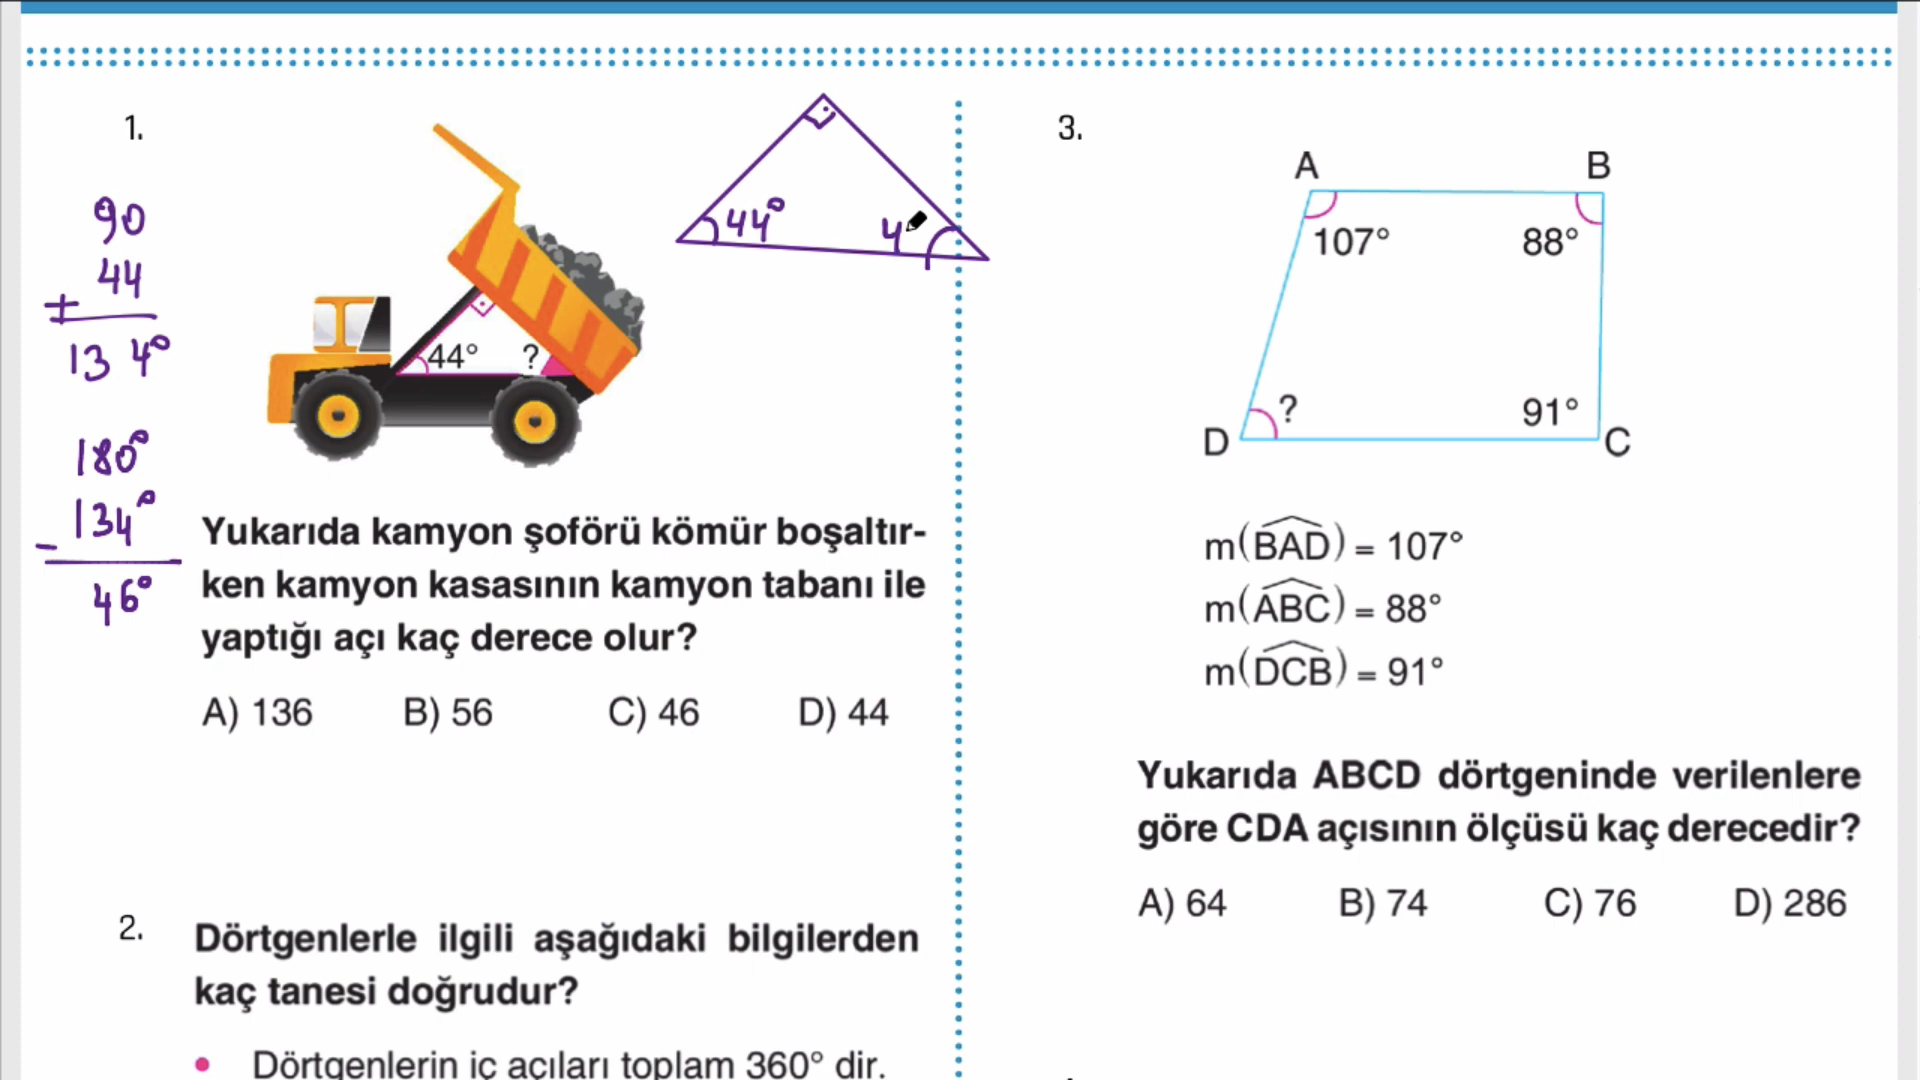 1.
90
44
+
134°
180°
134°
-
46°
44°
4
44°
?
Yukarıda kamyon şoförü kömür boşaltır-
ken kamyon kasasının kamyon tabanı ile
yaptığı açı kaç derece olur?
A) 136 B) 56 C) 46 D) 44
2.
Dörtgenlerle ilgili aşağıdaki bilgilerden
kaç tanesi doğrudur?
• Dörtgenlerin iç açıları toplam 360° dir.
3.
A B
107° 88°
? 91°
D C
m(BAD) = 107°
m(ABC) = 88°
m(DCB) = 91°
Yukarıda ABCD dörtgeninde verilenlere
göre CDA açısının ölçüsü kaç derecedir?
A) 64 B) 74 C) 76 D) 286